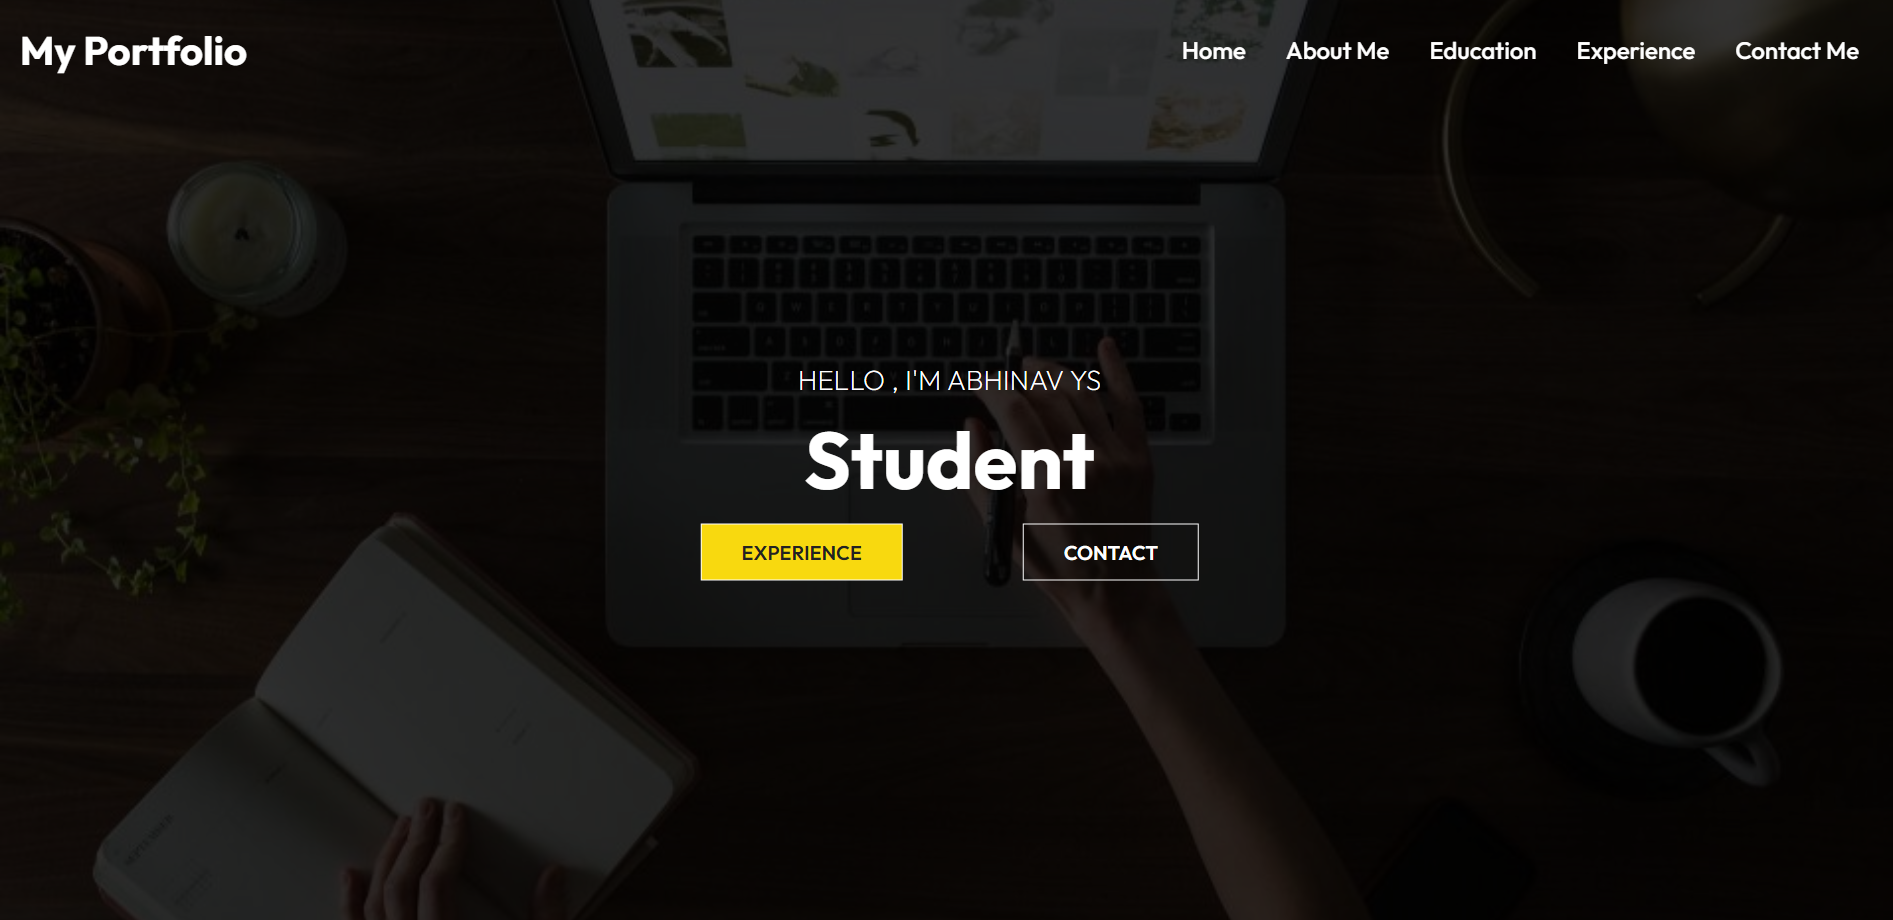 My Portfolio
Home About Me Education Experience Contact Me
HELLO , I'M ABHINAV YS
Student
EXPERIENCE CONTACT